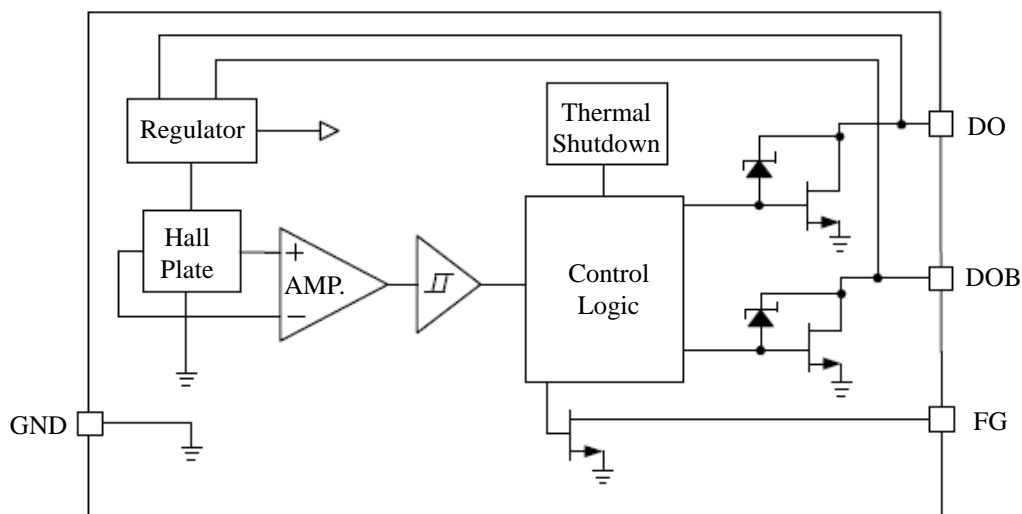 Regulator
Thermal
Shutdown
DO
Hall
Plate
+
AMP.
−
Control
Logic
DOB
GND
FG